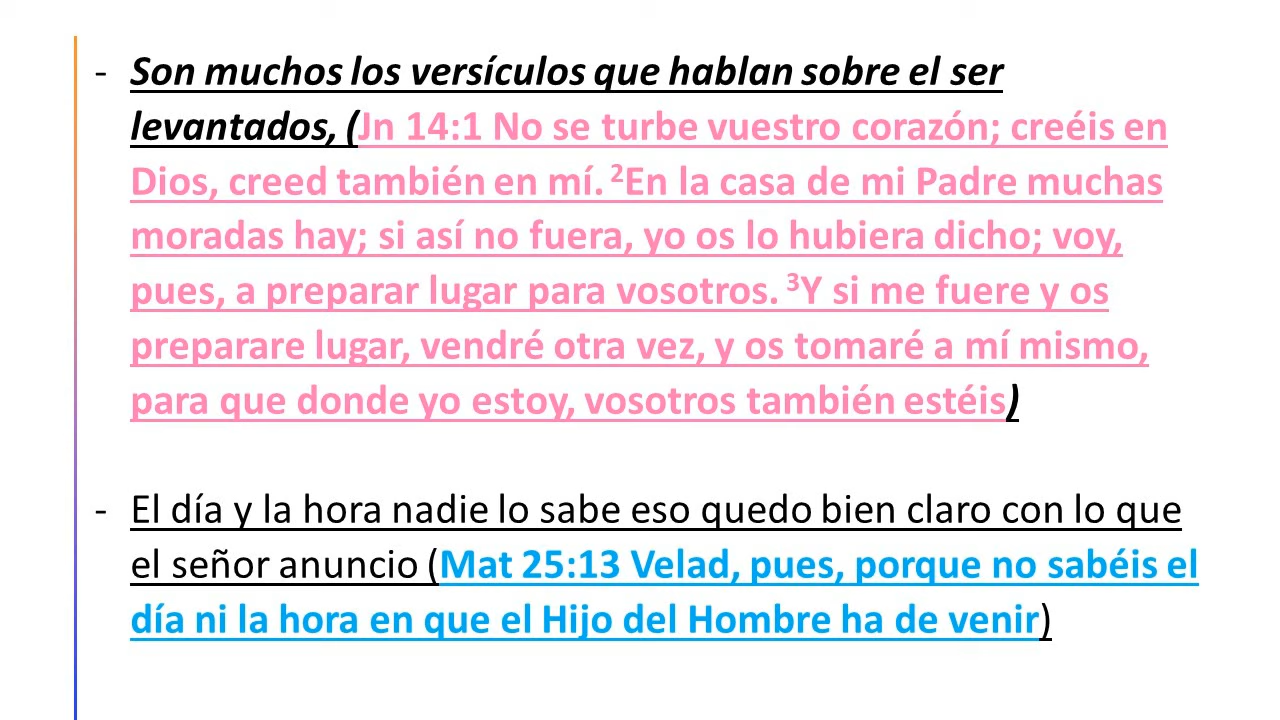 - Son muchos los versículos que hablan sobre el ser
levantados, (Jn 14:1 No se turbe vuestro corazón; creéis en
Dios, creed también en mí. ²En la casa de mi Padre muchas
moradas hay; si así no fuera, yo os lo hubiera dicho; voy,
pues, a preparar lugar para vosotros. ³Y si me fuere y os
preparare lugar, vendré otra vez, y os tomaré a mí mismo,
para que donde yo estoy, vosotros también estéis)
- El día y la hora nadie lo sabe eso quedo bien claro con lo que
el señor anuncio (Mat 25:13 Velad, pues, porque no sabéis el
día ni la hora en que el Hijo del Hombre ha de venir)